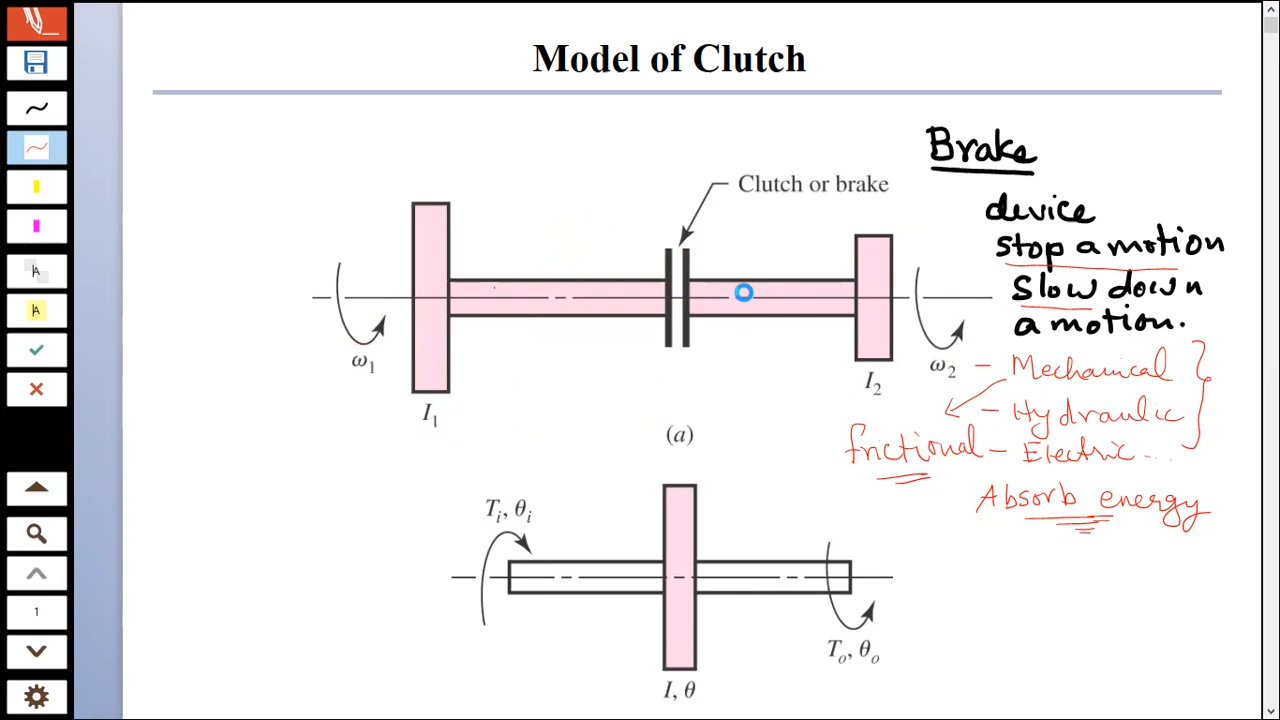 Model of Clutch
Brake
Clutch or brake
device
stop a motion
slow down
a motion.
ω1
ω2
- Mechanical
I2
I1
- Hydraulic
(a)
frictional - Electric ...
Absorb energy
Ti, θi
To, θo
I, θ
A
A
1